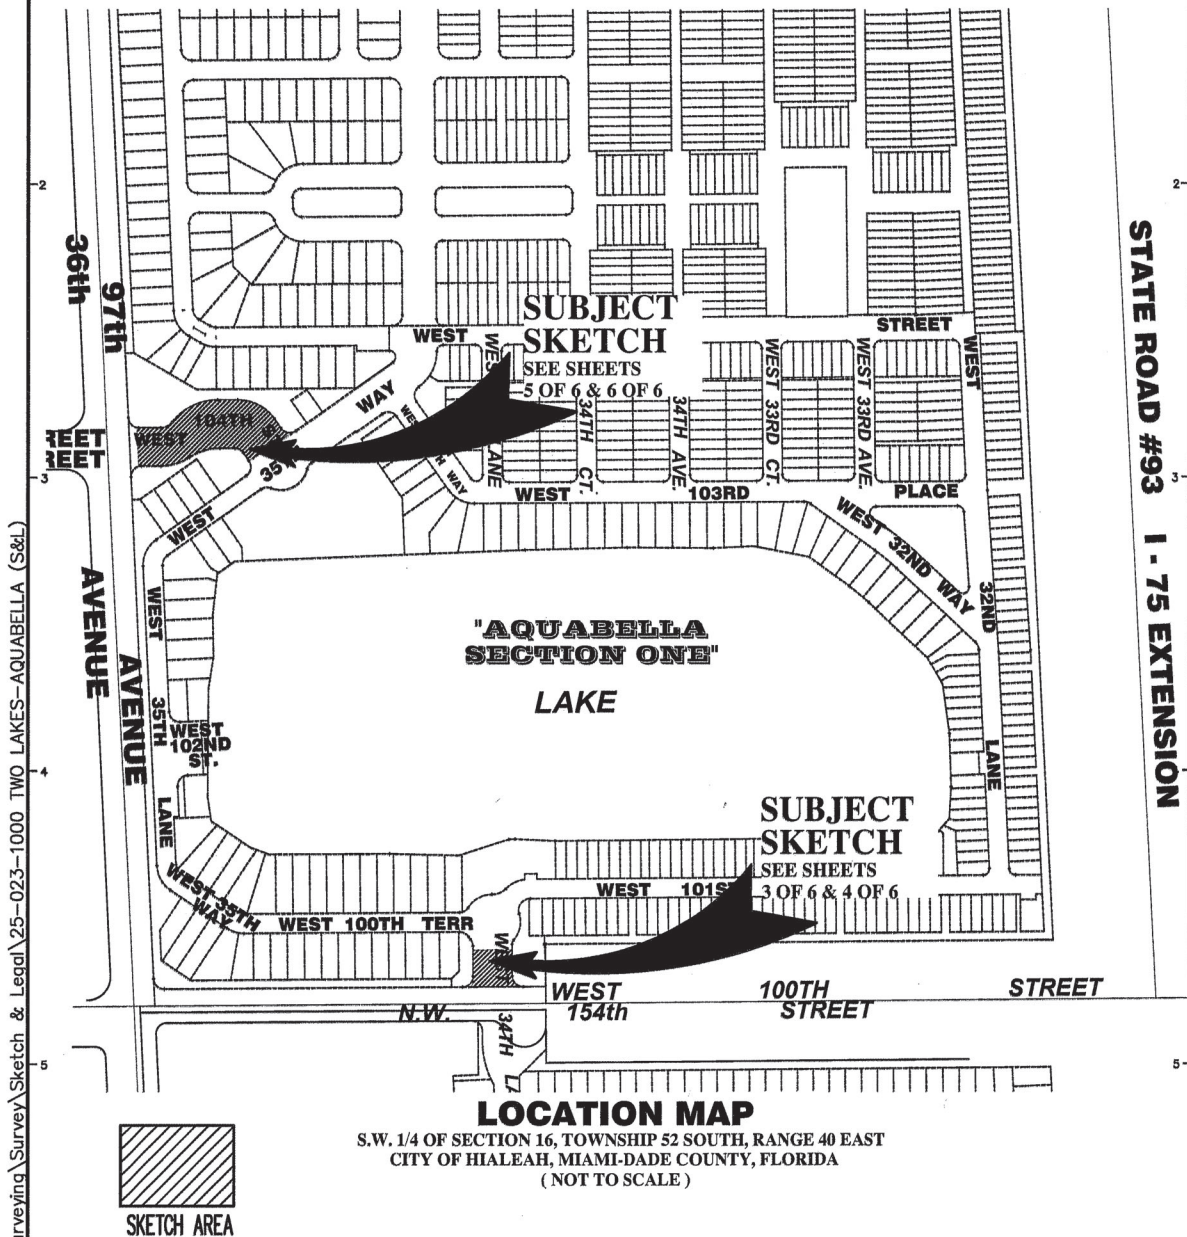 2
2
36th
97th
STATE ROAD #93 I - 75 EXTENSION
SUBJECT
SKETCH
SEE SHEETS
5 OF 6 & 6 OF 6
WEST
STREET
WEST
WAY
104TH
WEST
REET
REET
LANE
34TH CT.
34TH AVE.
WEST 33RD CT.
WEST 33RD AVE.
3
3
WEST 103RD PLACE
WEST
WEST 32ND WAY
32ND
LANE
AVENUE
AVENUE
WEST
35TH
LANE
"AQUABELLA
SECTION ONE"
LAKE
WEST
102ND
ST.
4
SUBJECT
SKETCH
SEE SHEETS
3 OF 6 & 4 OF 6
WEST 101ST
WEST 35TH
WAY
WEST 100TH TERR
WEST
WEST 100TH STREET
N.W. 154th STREET
34TH
5
5
LOCATION MAP
S.W. 1/4 OF SECTION 16, TOWNSHIP 52 SOUTH, RANGE 40 EAST
CITY OF HIALEAH, MIAMI-DADE COUNTY, FLORIDA
( NOT TO SCALE )
SKETCH AREA
rveying\Survey\Sketch & Legal\25-023-1000 TWO LAKES-AQUABELLA (S&L)